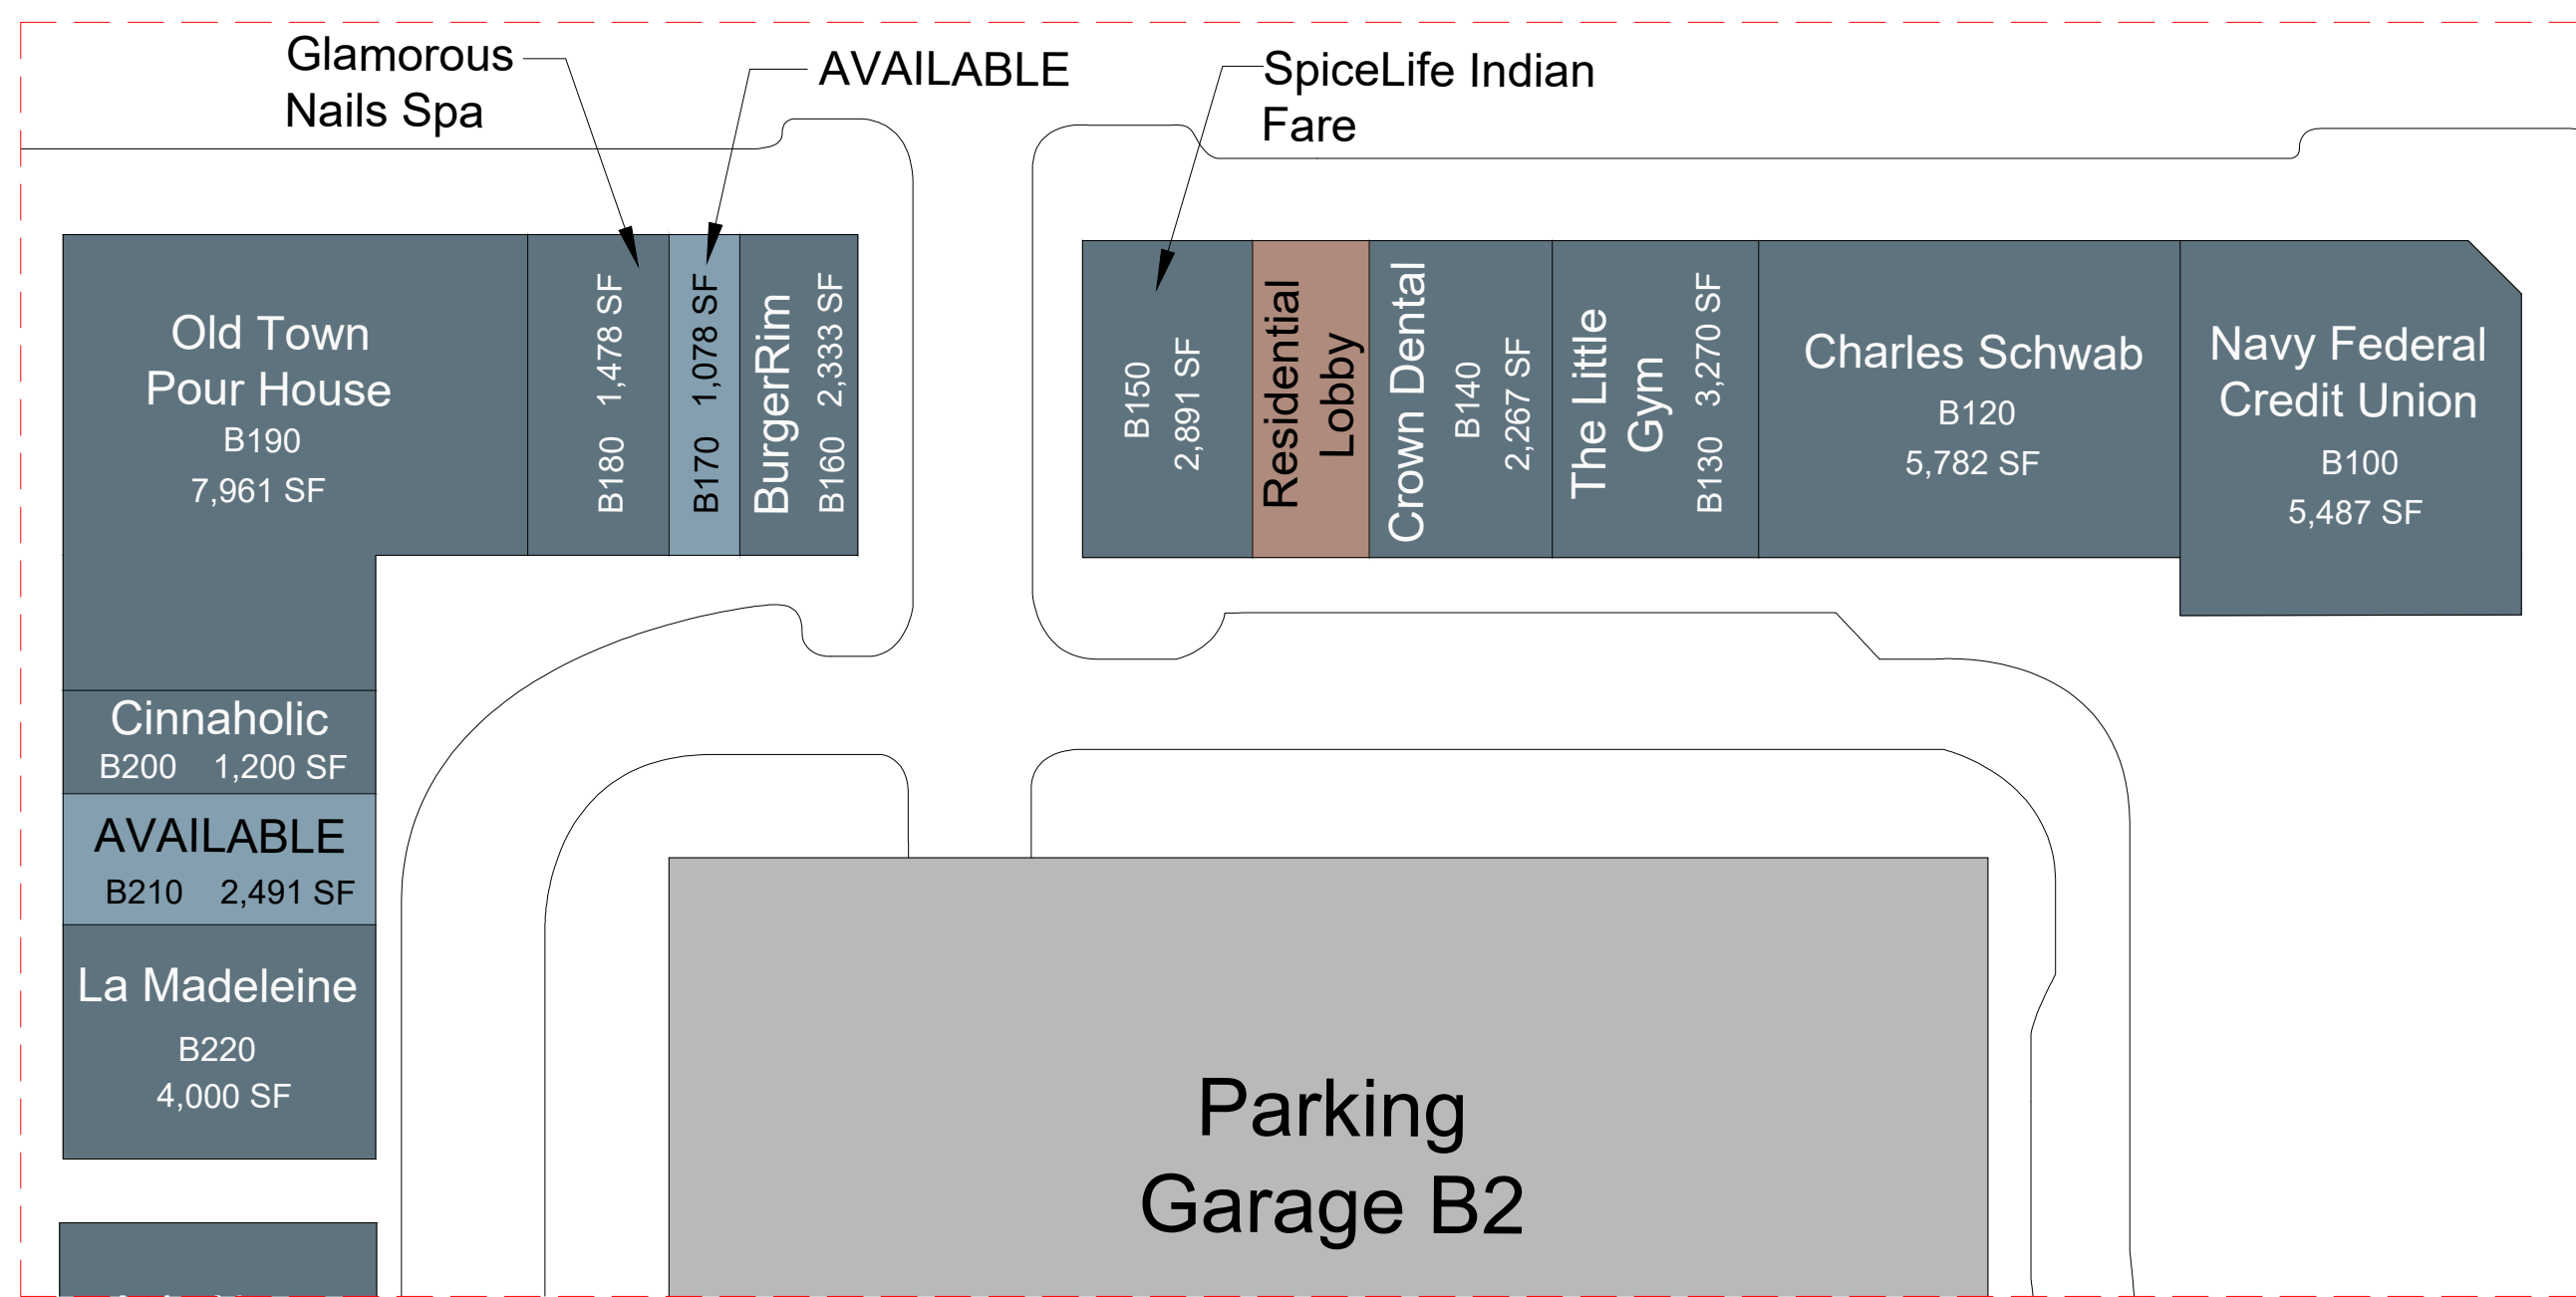 Glamorous
Nails Spa
AVAILABLE
SpiceLife Indian
Fare
Old Town
Pour House
B190
7,961 SF
B180 1,478 SF
B170 1,078 SF
BurgerRim
B160 2,333 SF
B150
2,891 SF
Residential
Lobby
Crown Dental
B140
2,267 SF
The Little
Gym
B130 3,270 SF
Charles Schwab
B120
5,782 SF
Navy Federal
Credit Union
B100
5,487 SF
Cinnaholic
B200 1,200 SF
AVAILABLE
B210 2,491 SF
La Madeleine
B220
4,000 SF
Parking
Garage B2